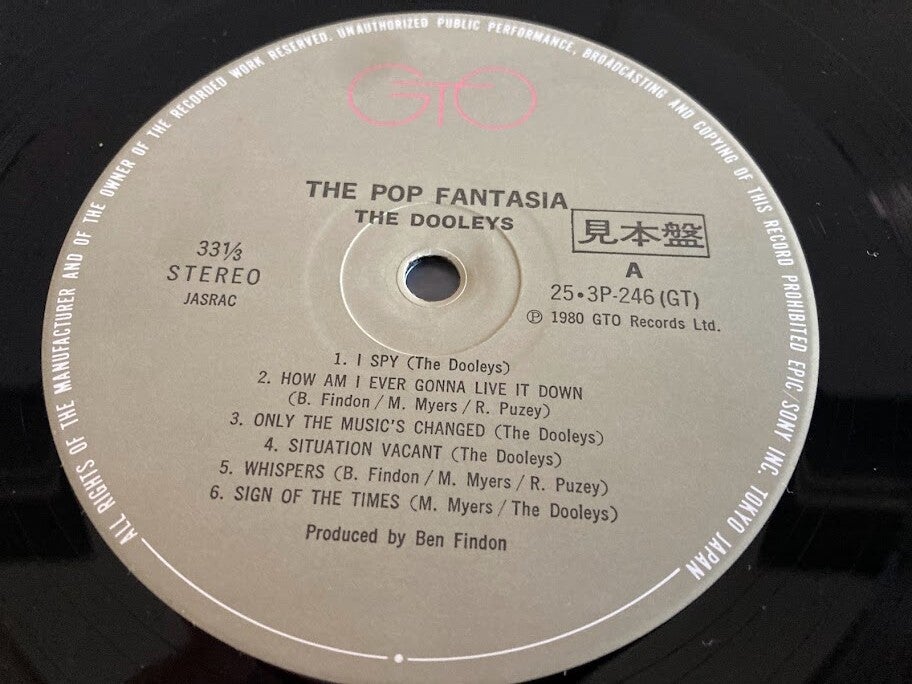 ALL RIGHTS OF THE MANUFACTURER AND OF THE OWNER OF THE RECORDED WORK RESERVED. UNAUTHORIZED PUBLIC PERFORMANCE, BROADCASTING AND COPYING OF THIS RECORD PROHIBITED EPIC/SONY INC. TOKYO JAPAN
GTO
THE POP FANTASIA
THE DOOLEYS
見本盤
33⅓
STEREO
JASRAC
A
25・3P-246 (GT)
Ⓟ 1980 GTO Records Ltd.
1. I SPY (The Dooleys)
2. HOW AM I EVER GONNA LIVE IT DOWN
(B. Findon / M. Myers / R. Puzey)
3. ONLY THE MUSIC'S CHANGED (The Dooleys)
4. SITUATION VACANT (The Dooleys)
5. WHISPERS (B. Findon / M. Myers / R. Puzey)
6. SIGN OF THE TIMES (M. Myers / The Dooleys)
Produced by Ben Findon